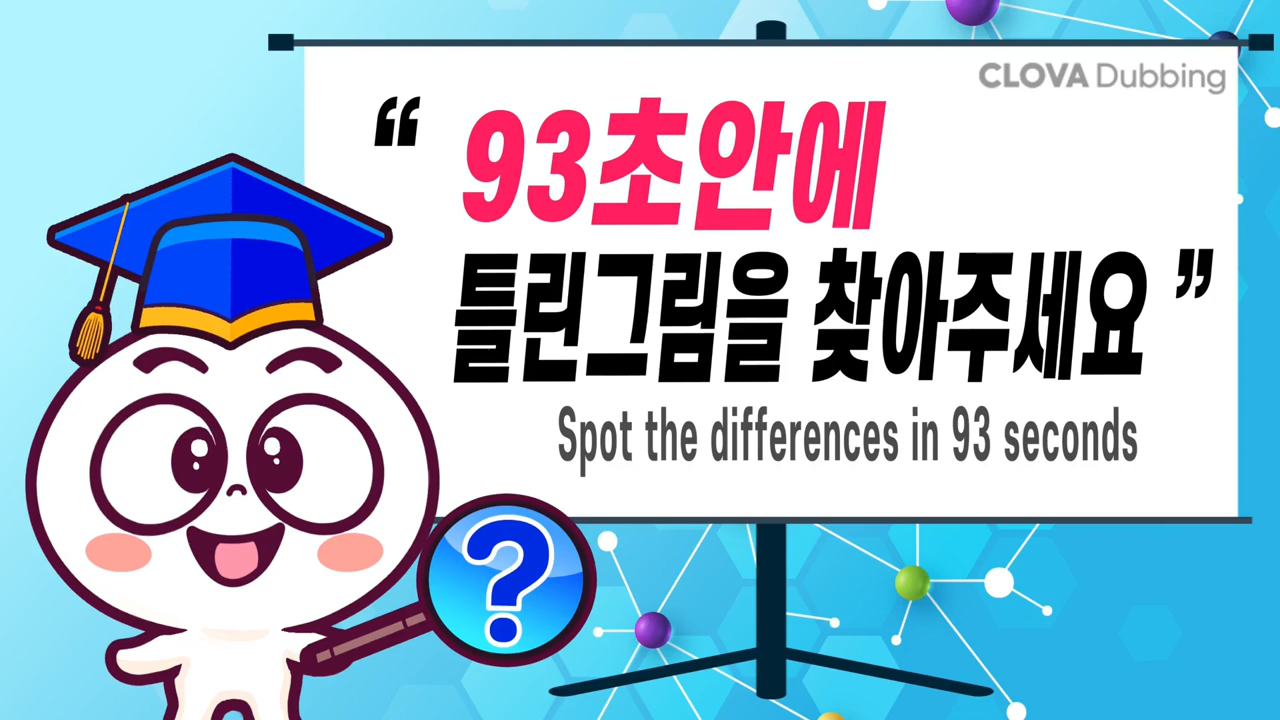 CLOVA Dubbing
“ 93초안에
틀린그림을 찾아주세요 ”
Spot the differences in 93 seconds
?